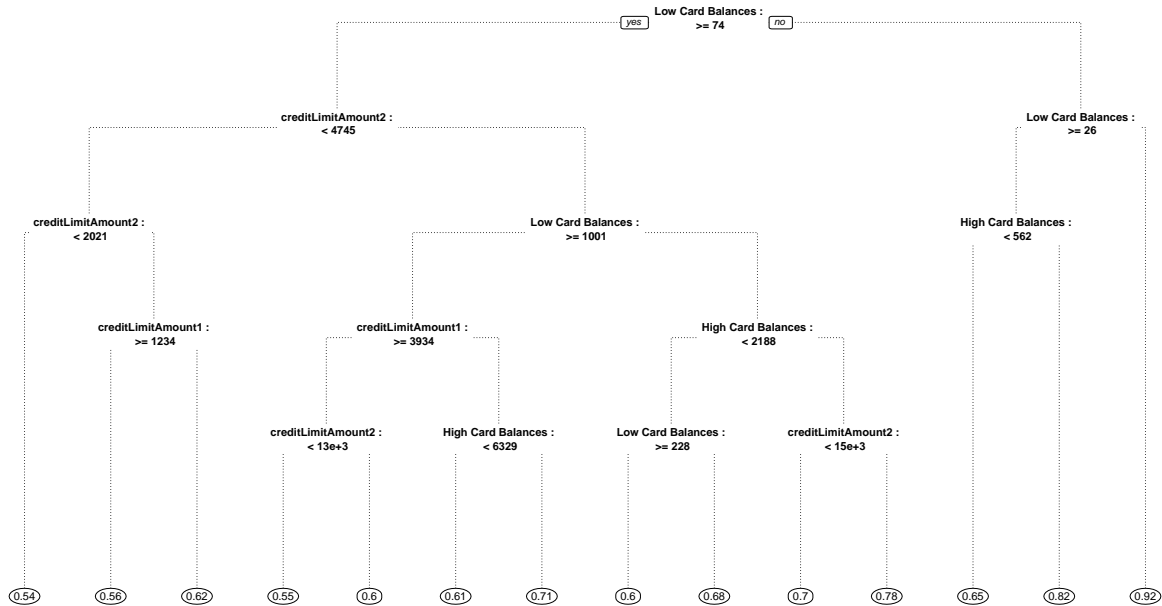 Low Card Balances :
>= 74
yes
no
creditLimitAmount2 :
< 4745
Low Card Balances :
>= 26
creditLimitAmount2 :
< 2021
Low Card Balances :
>= 1001
High Card Balances :
< 562
creditLimitAmount1 :
>= 1234
creditLimitAmount1 :
>= 3934
High Card Balances :
< 2188
creditLimitAmount2 :
< 13e+3
High Card Balances :
< 6329
Low Card Balances :
>= 228
creditLimitAmount2 :
< 15e+3
0.54
0.56
0.62
0.55
0.6
0.61
0.71
0.6
0.68
0.7
0.78
0.65
0.82
0.92